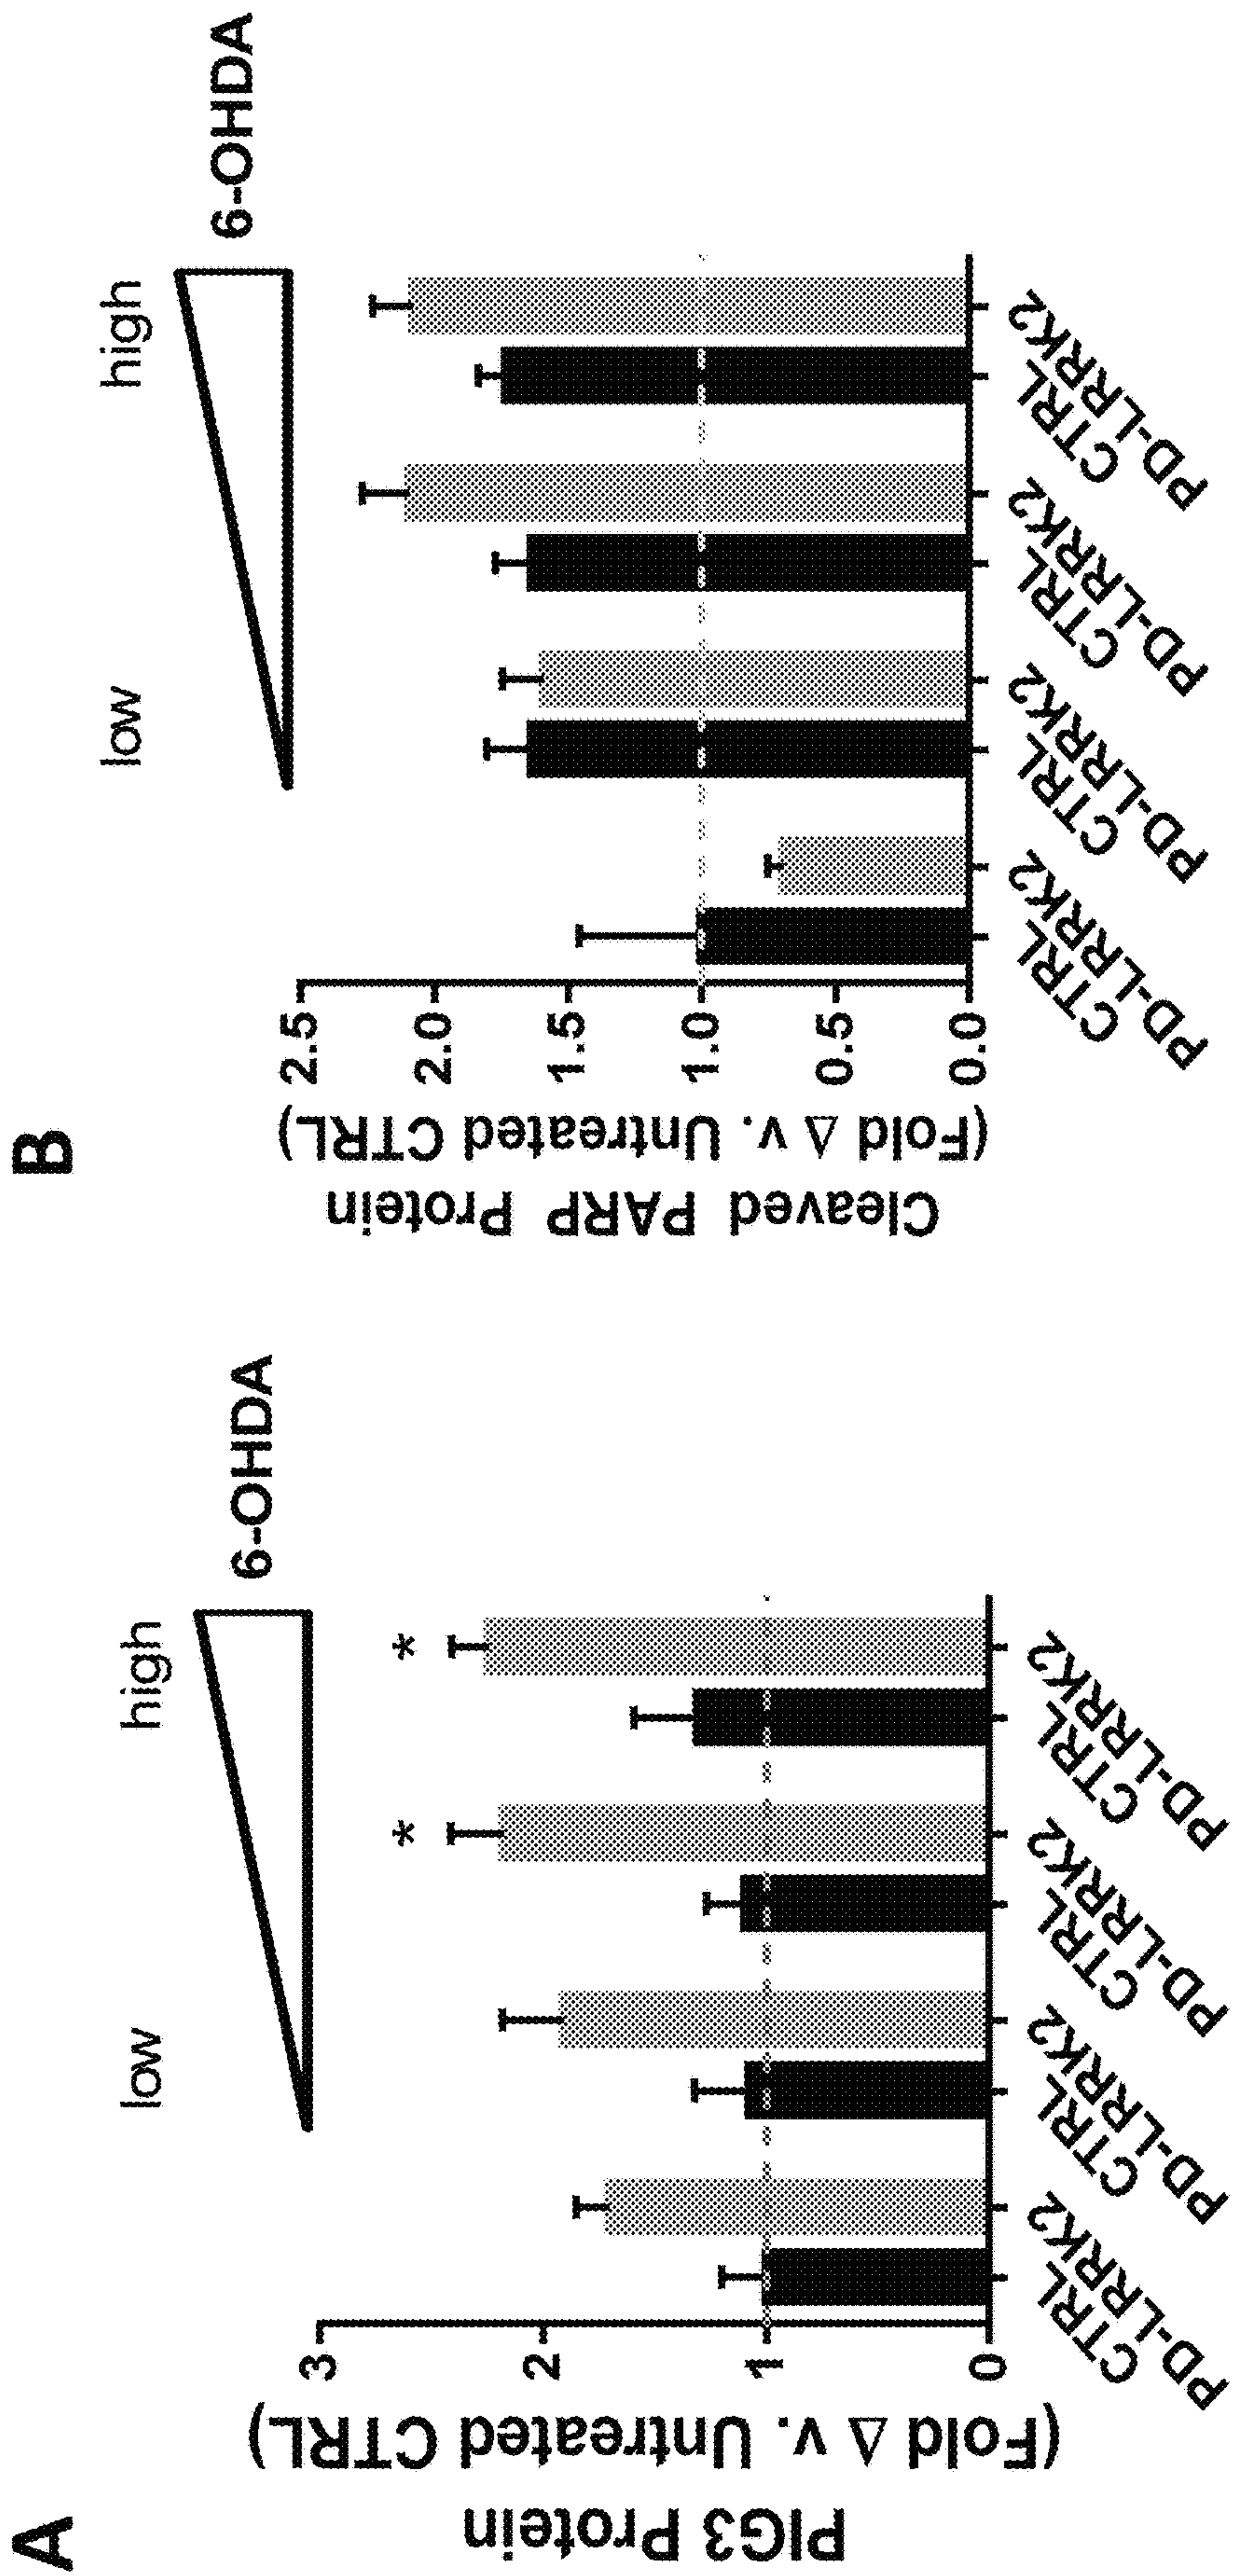 A
low
high
6-OHDA
*
*
PIG3 Protein
(Fold Δ v. Untreated CTRL)
3
2
1
0
CTRL
PD-LRRK2
CTRL
PD-LRRK2
CTRL
PD-LRRK2
CTRL
PD-LRRK2
B
low
high
6-OHDA
Cleaved PARP Protein
(Fold Δ v. Untreated CTRL)
2.5
2.0
1.5
1.0
0.5
0.0
CTRL
PD-LRRK2
CTRL
PD-LRRK2
CTRL
PD-LRRK2
CTRL
PD-LRRK2